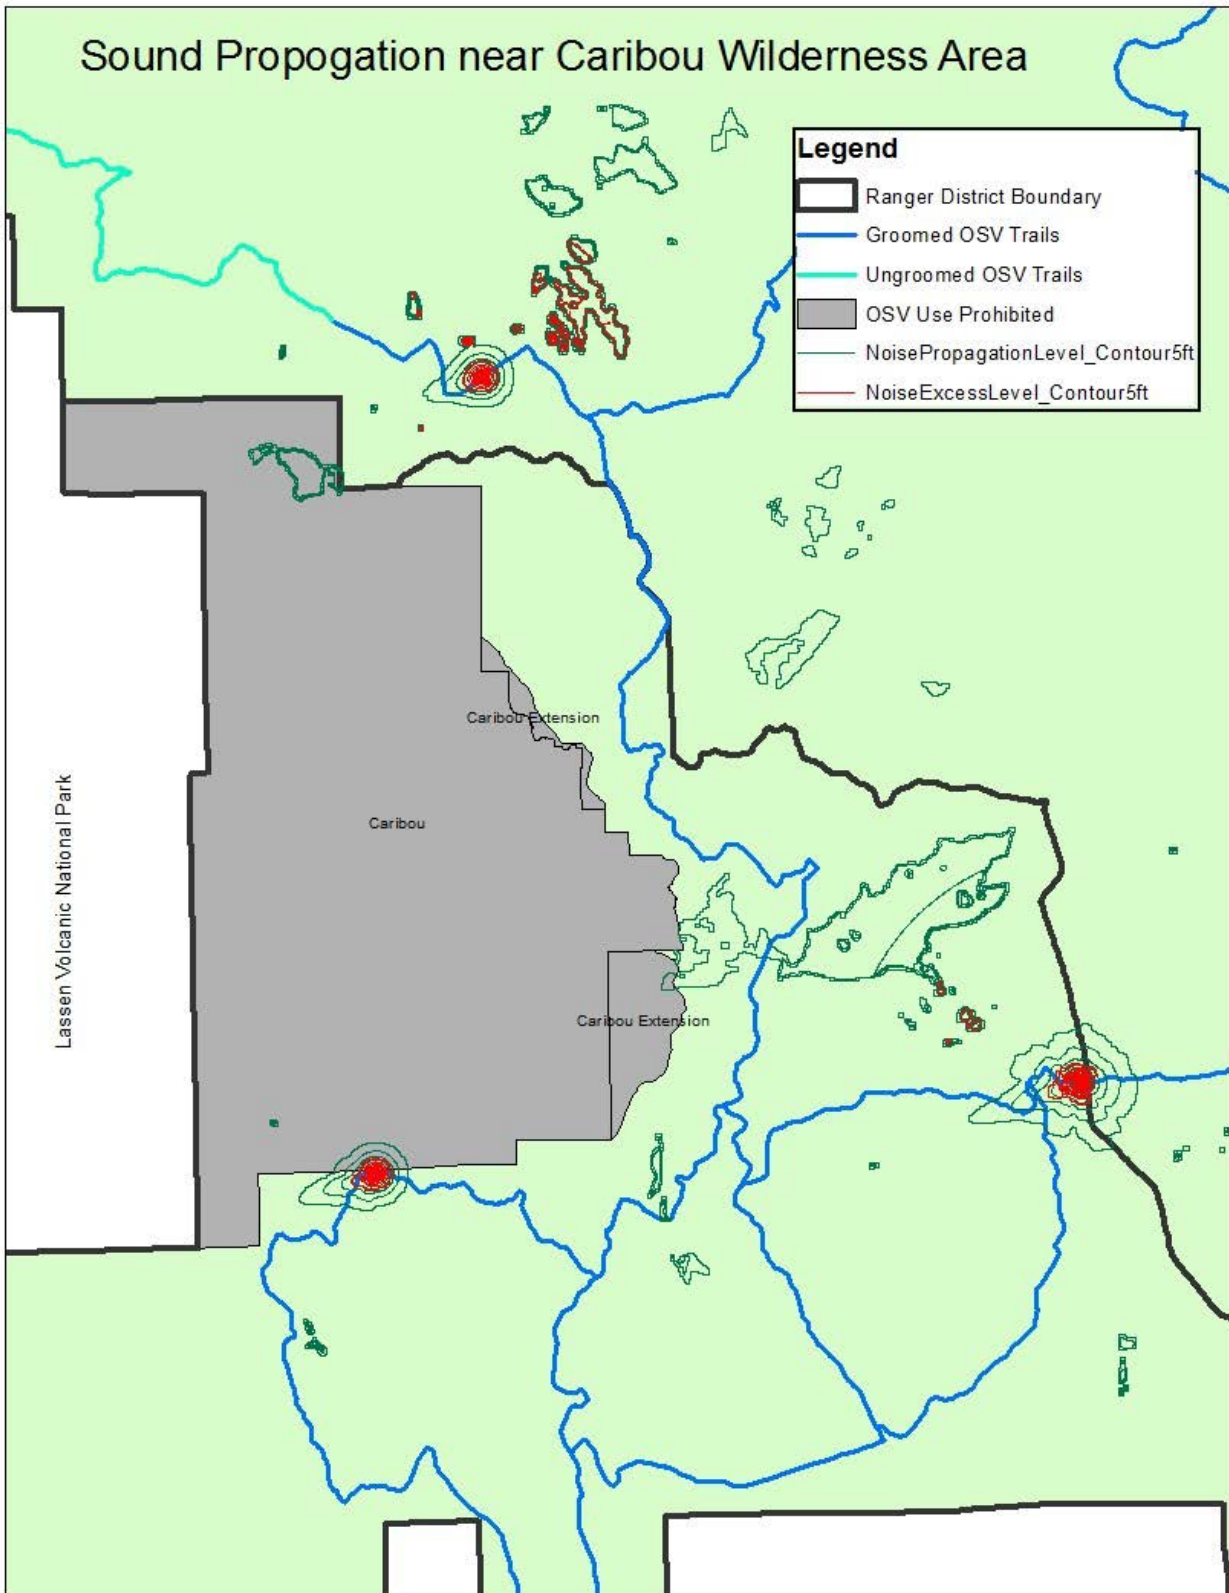 Sound Propogation near Caribou Wilderness Area
Legend
Ranger District Boundary
Groomed OSV Trails
Ungroomed OSV Trails
OSV Use Prohibited
NoisePropagationLevel_Contour5ft
NoiseExcessLevel_Contour5ft
Caribou Extension
Caribou
Lassen Volcanic National Park
Caribou Extension